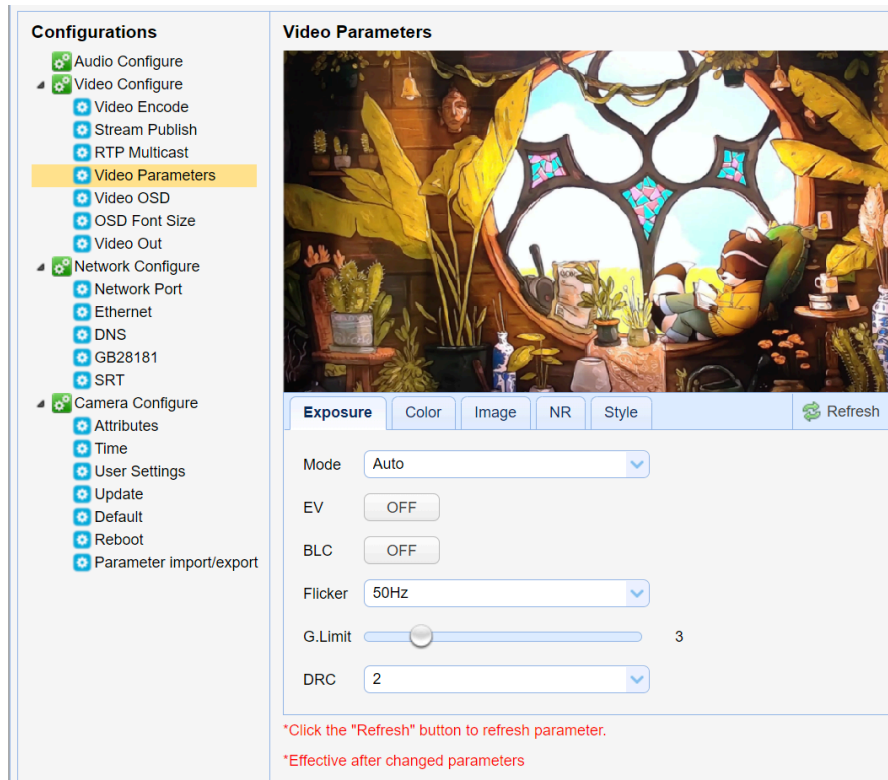 Configurations
Audio Configure
Video Configure
Video Encode
Stream Publish
RTP Multicast
Video Parameters
Video OSD
OSD Font Size
Video Out
Network Configure
Network Port
Ethernet
DNS
GB28181
SRT
Camera Configure
Attributes
Time
User Settings
Update
Default
Reboot
Parameter import/export
Video Parameters
Exposure Color Image NR Style Refresh
Mode Auto
EV OFF
BLC OFF
Flicker 50Hz
G.Limit 3
DRC 2
*Click the "Refresh" button to refresh parameter.
*Effective after changed parameters